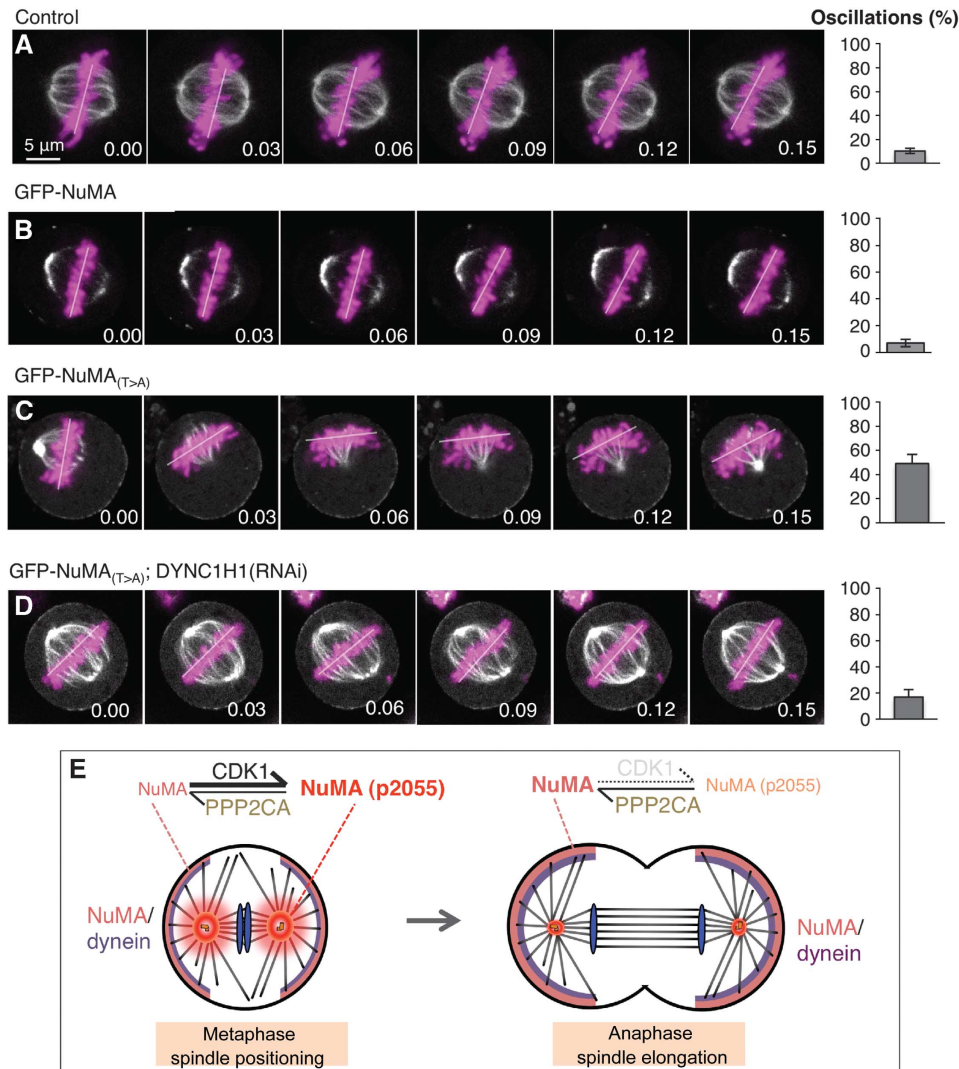 Control
Oscillations (%)
A
5 µm
0.00
0.03
0.06
0.09
0.12
0.15
100
80
60
40
20
0
GFP-NuMA
B
0.00
0.03
0.06
0.09
0.12
0.15
100
80
60
40
20
0
GFP-NuMA(T>A)
C
0.00
0.03
0.06
0.09
0.12
0.15
100
80
60
40
20
0
GFP-NuMA(T>A); DYNC1H1(RNAi)
D
0.00
0.03
0.06
0.09
0.12
0.15
100
80
60
40
20
0
E
CDK1
NuMA
NuMA (p2055)
PPP2CA
CDK1
NuMA
NuMA (p2055)
PPP2CA
NuMA/
dynein
NuMA/
dynein
Metaphase
spindle positioning
Anaphase
spindle elongation